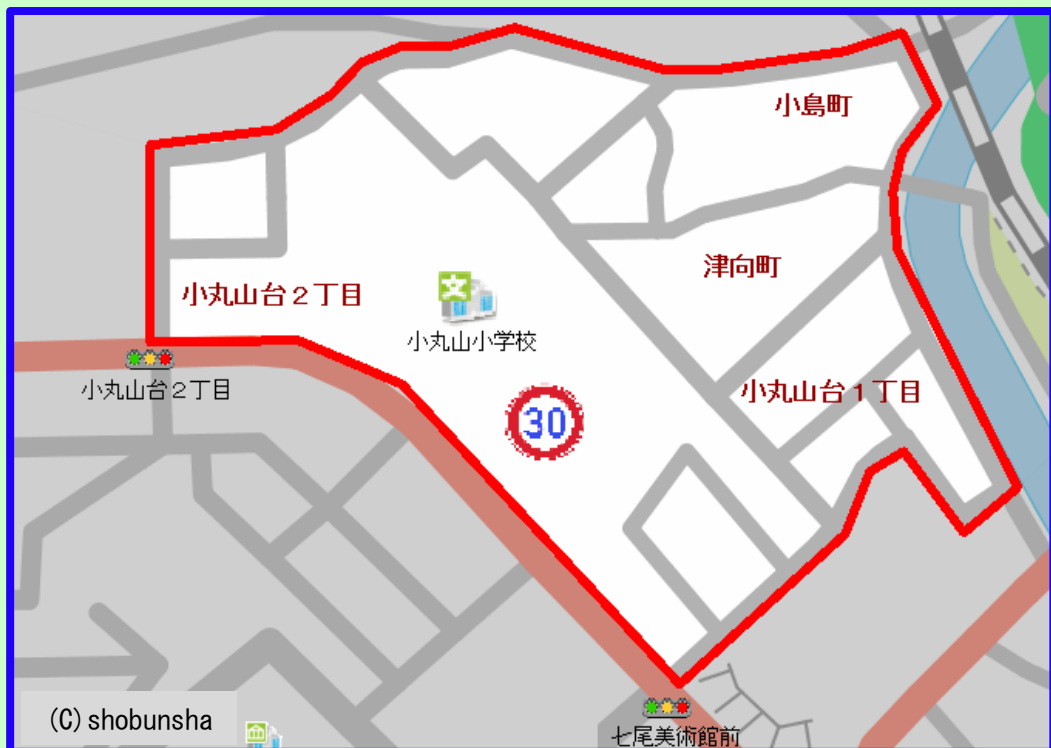 小島町
津向町
小丸山台２丁目
文
小丸山小学校
小丸山台２丁目
小丸山台１丁目
30
七尾美術館前
(C) shobunsha